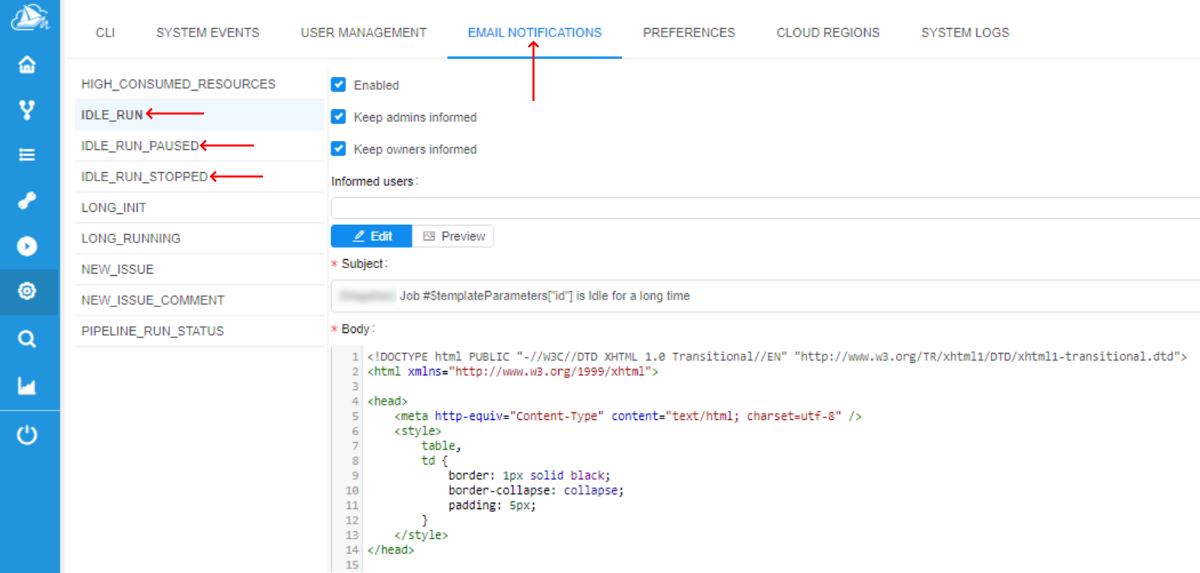 CLI SYSTEM EVENTS USER MANAGEMENT EMAIL NOTIFICATIONS PREFERENCES CLOUD REGIONS SYSTEM LOGS
HIGH_CONSUMED_RESOURCES
IDLE_RUN
IDLE_RUN_PAUSED
IDLE_RUN_STOPPED
LONG_INIT
LONG_RUNNING
NEW_ISSUE
NEW_ISSUE_COMMENT
PIPELINE_RUN_STATUS
Enabled
Keep admins informed
Keep owners informed
Informed users:
Edit Preview
* Subject:
Job #$templateParameters["id"] is Idle for a long time
* Body:
1 <!DOCTYPE html PUBLIC "-//W3C//DTD XHTML 1.0 Transitional//EN" "http://www.w3.org/TR/xhtml1/DTD/xhtml1-transitional.dtd">
2 <html xmlns="http://www.w3.org/1999/xhtml">
3
4 <head>
5 <meta http-equiv="Content-Type" content="text/html; charset=utf-8" />
6 <style>
7 table,
8 td {
9 border: 1px solid black;
10 border-collapse: collapse;
11 padding: 5px;
12 }
13 </style>
14 </head>
15